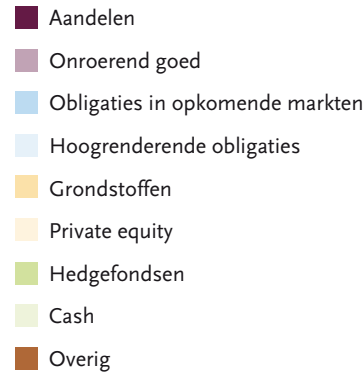 Aandelen
Onroerend goed
Obligaties in opkomende markten
Hoogrenderende obligaties
Grondstoffen
Private equity
Hedgefondsen
Cash
Overig